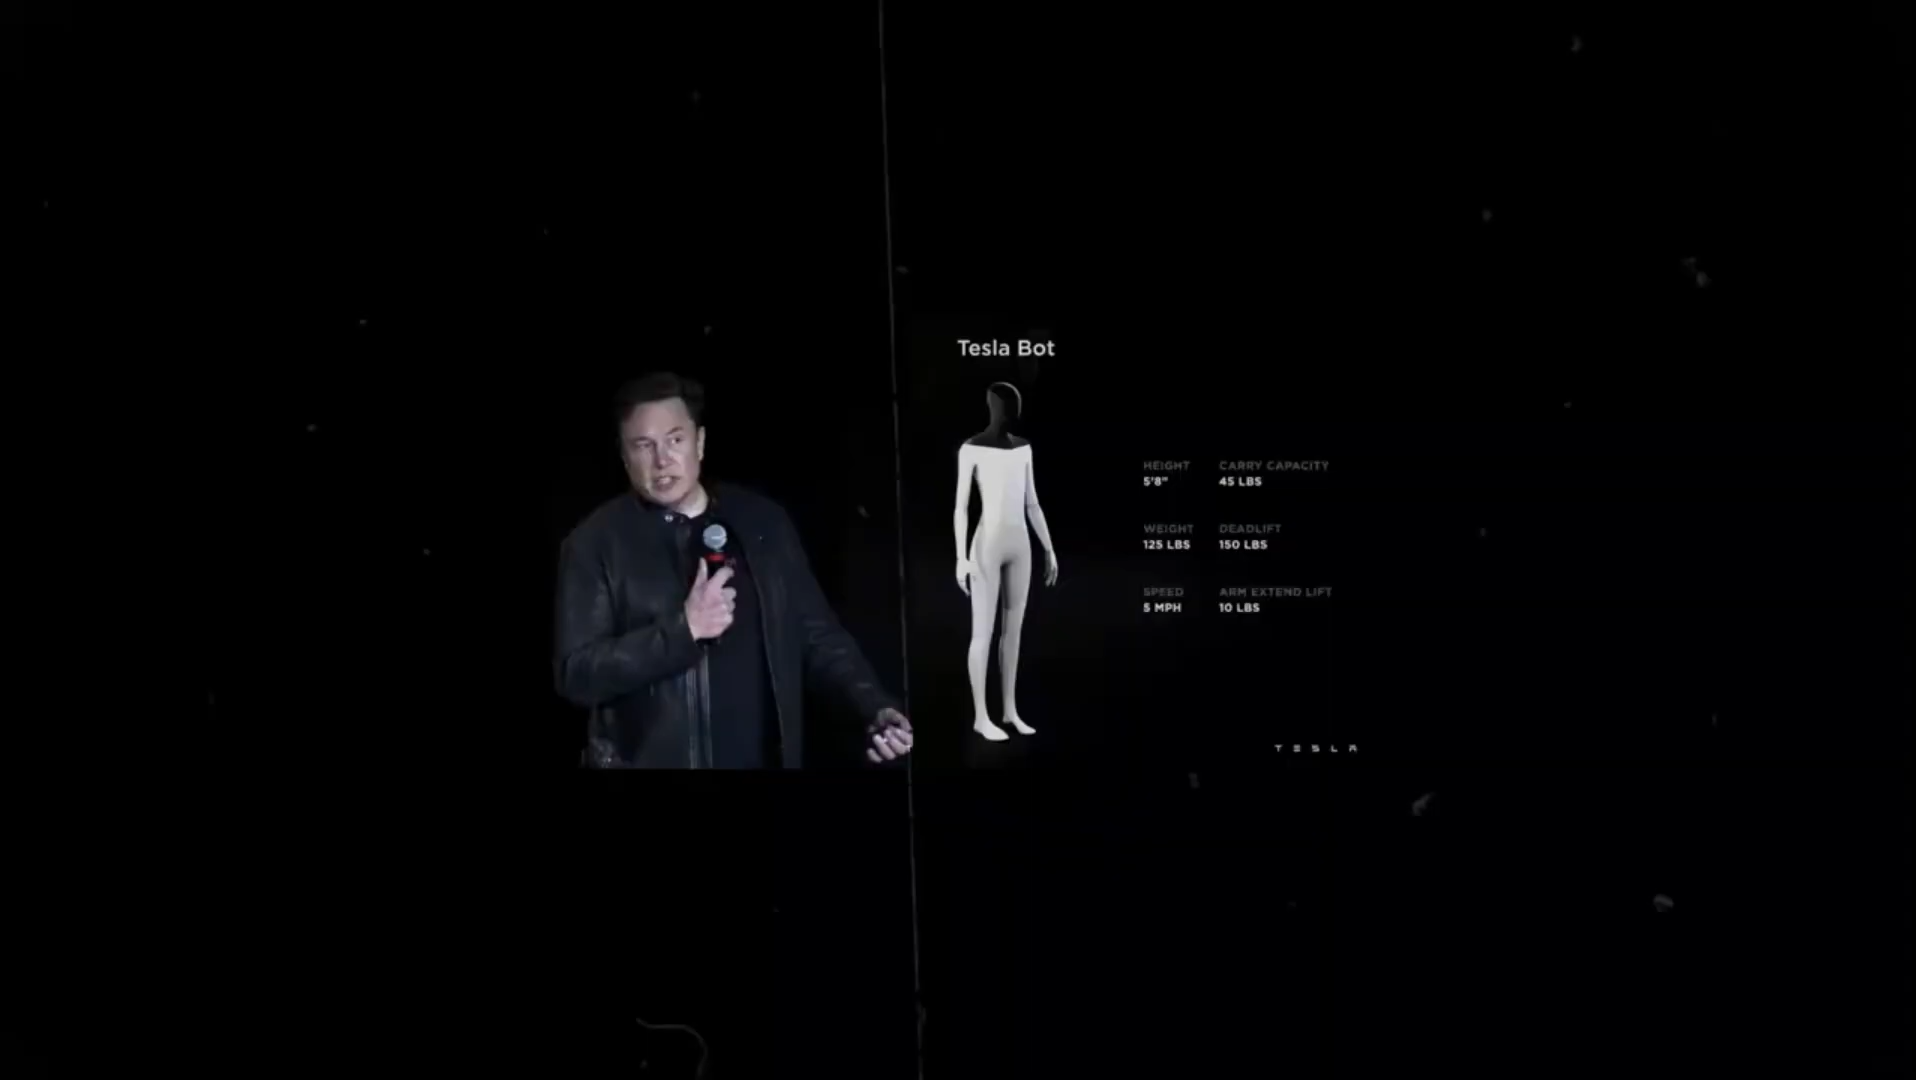 Tesla Bot
HEIGHT CARRY CAPACITY
5'8" 45 LBS
WEIGHT DEADLIFT
125 LBS 150 LBS
SPEED ARM EXTEND LIFT
5 MPH 10 LBS
TESLA